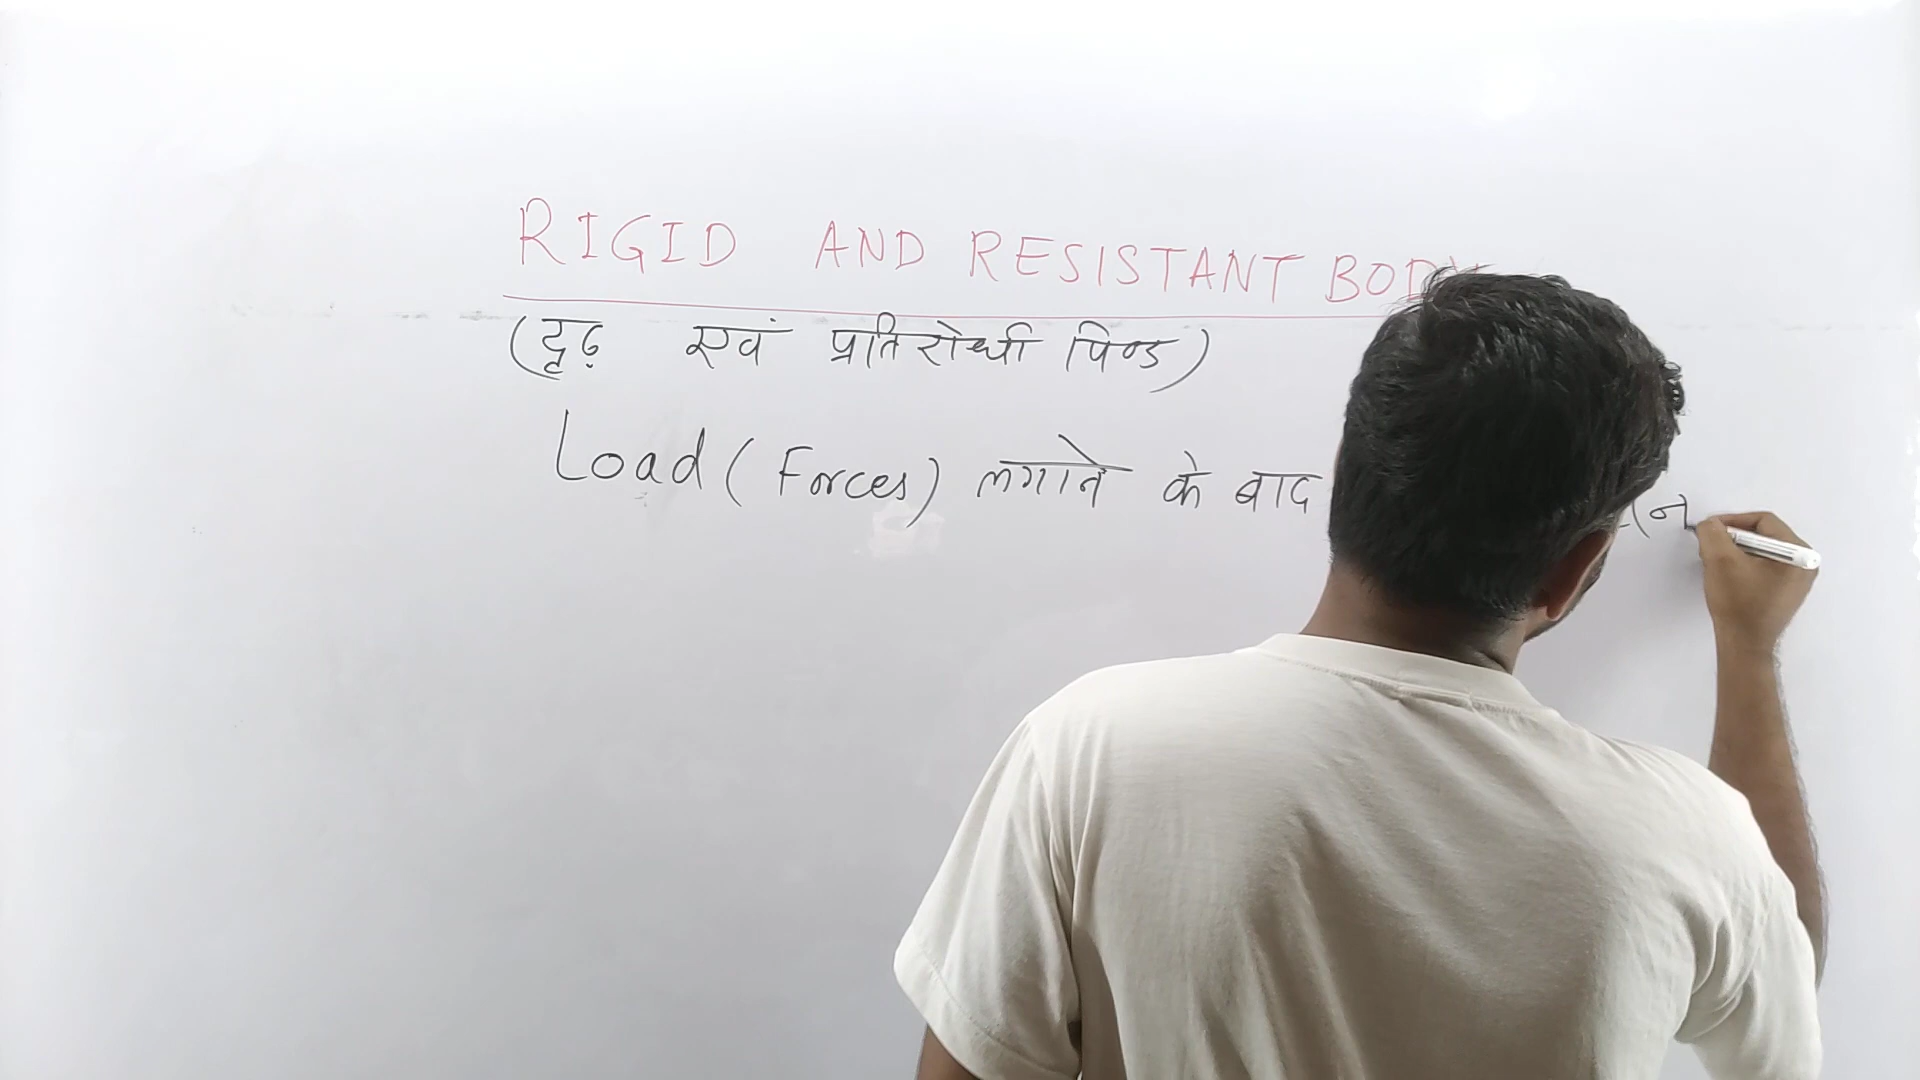 RIGID AND RESISTANT BODY
(दृढ़ एवं प्रतिरोधी पिण्ड)
Load (Forces) लगाने के बाद